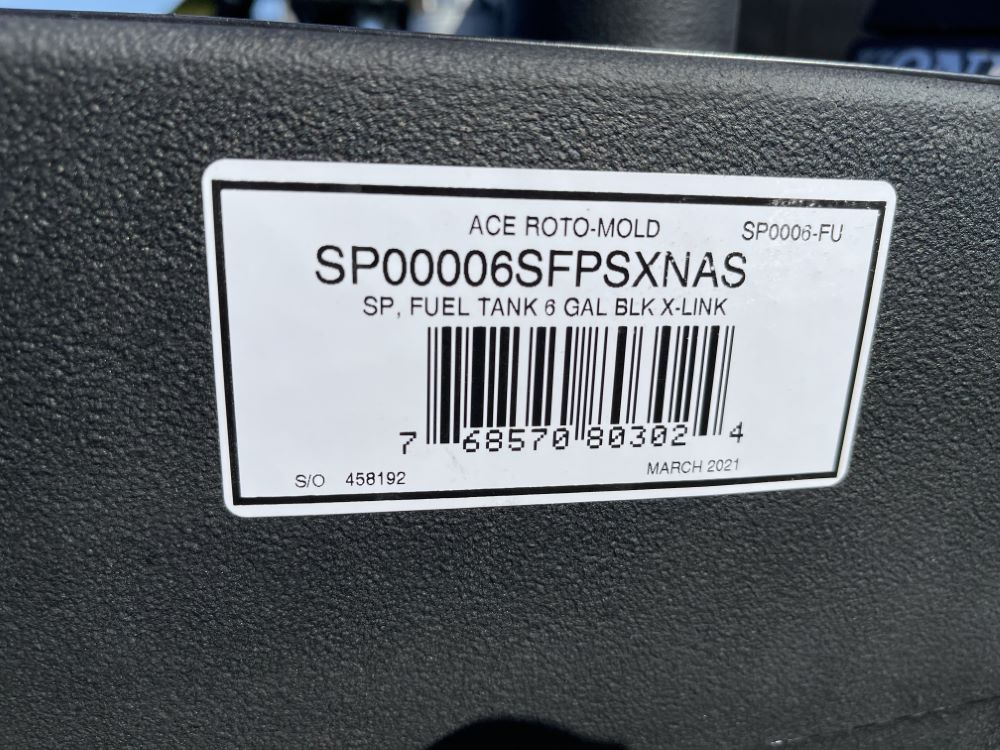 ACE ROTO-MOLD
SP0006-FU
SP00006SFPSXNAS
SP, FUEL TANK 6 GAL BLK X-LINK
7 68570 80302 4
S/O 458192
MARCH 2021